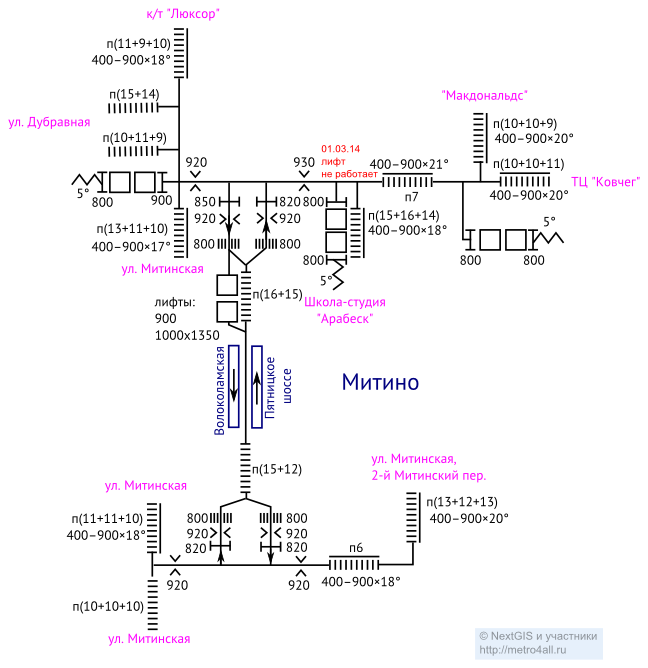 к/т "Люксор"
п(11+9+10)
400–900×18°
п(15+14)
ул. Дубравная
п(10+11+9)
"Макдональдс"
п(10+10+9)
400–900×20°
п(10+10+11)
ТЦ "Ковчег"
400–900×20°
920
930
01.03.14
лифт
не работает
400–900×21°
п7
5°
800
900
850
820
800
920
920
п(13+11+10)
400–900×17°
п(15+16+14)
400–900×18°
5°
800
800
800
800
800
ул. Митинская
5°
п(16+15)
Школа-студия
"Арабеск"
лифты:
900
1000x1350
Волоколамская
Пятницкое
шоссе
Митино
п(15+12)
ул. Митинская,
2-й Митинский пер.
ул. Митинская
п(13+12+13)
400–900×20°
п(11+11+10)
400–900×18°
800
800
920
920
820
820
п6
920
920
400–900×18°
п(10+10+10)
ул. Митинская
© NextGIS и участники
http://metro4all.ru